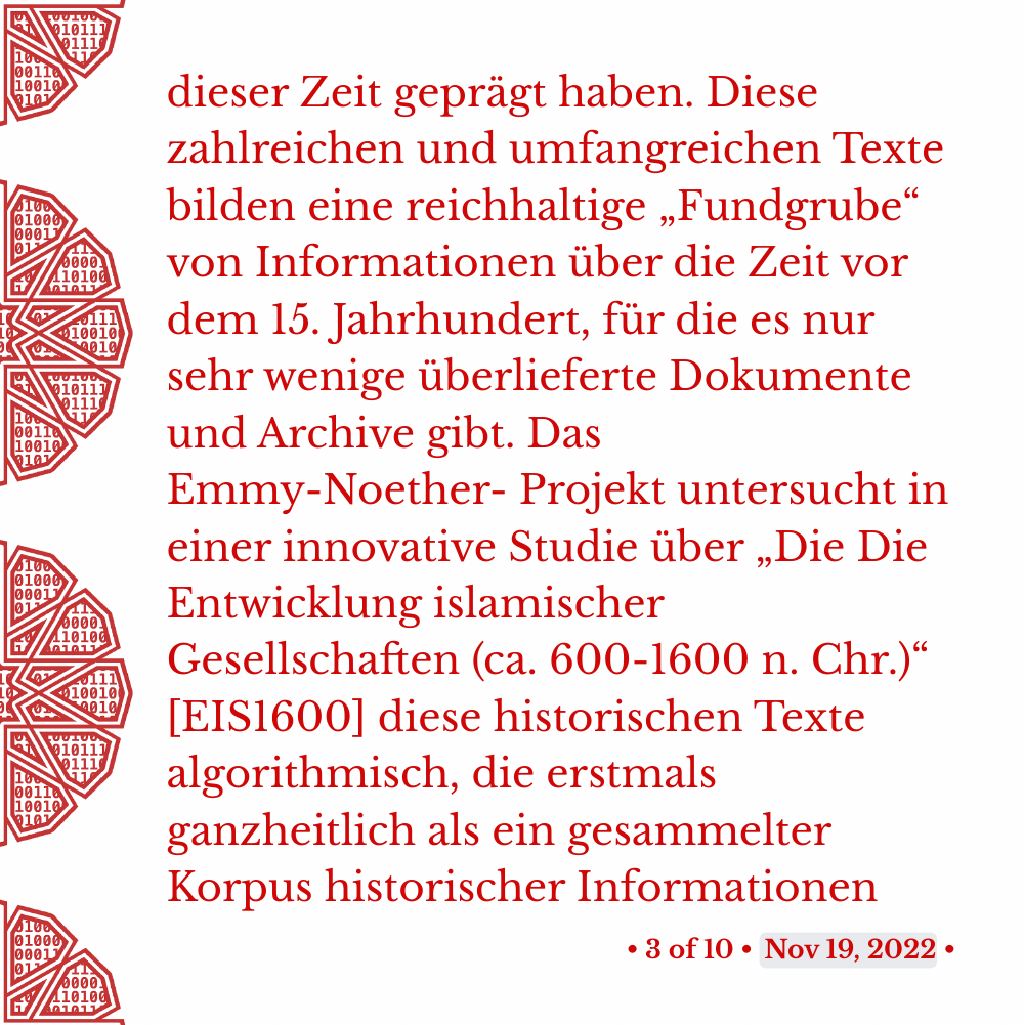 dieser Zeit geprägt haben. Diese
zahlreichen und umfangreichen Texte
bilden eine reichhaltige „Fundgrube“
von Informationen über die Zeit vor
dem 15. Jahrhundert, für die es nur
sehr wenige überlieferte Dokumente
und Archive gibt. Das
Emmy-Noether- Projekt untersucht in
einer innovative Studie über „Die Die
Entwicklung islamischer
Gesellschaften (ca. 600-1600 n. Chr.)“
[EIS1600] diese historischen Texte
algorithmisch, die erstmals
ganzheitlich als ein gesammelter
Korpus historischer Informationen
• 3 of 10 • Nov 19, 2022 •